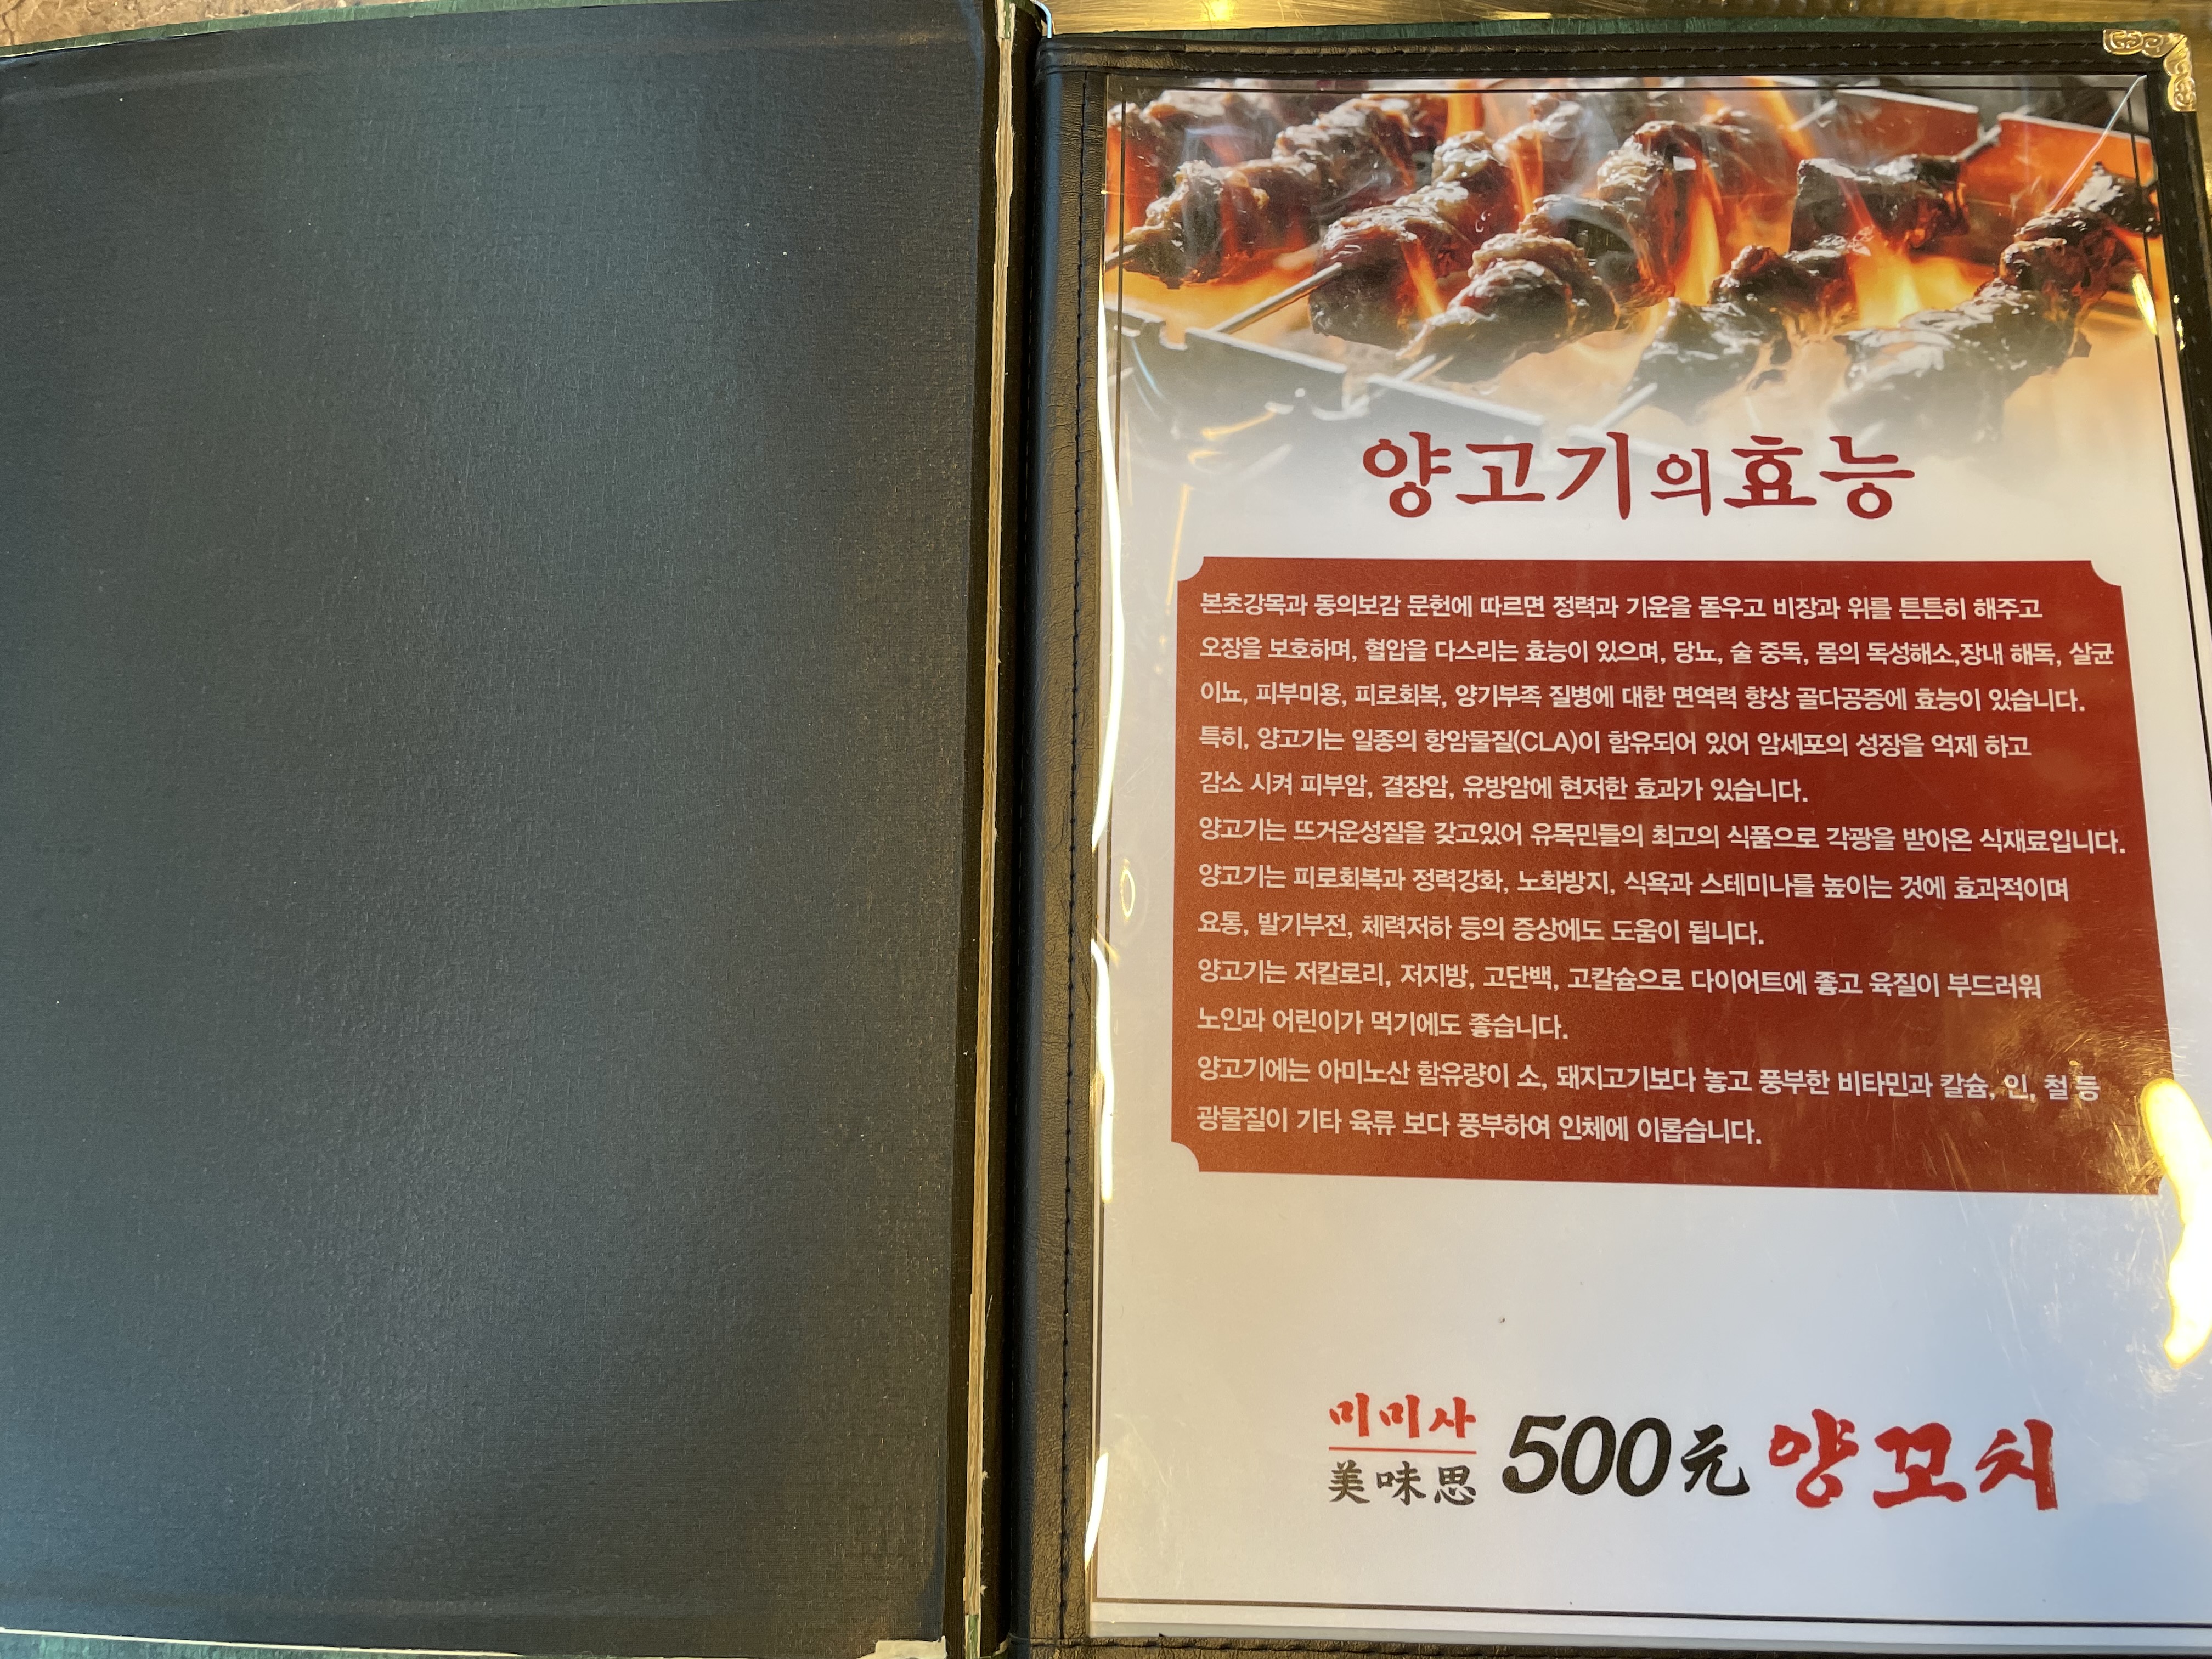 양고기의효능
본초강목과 동의보감 문헌에 따르면 정력과 기운을 돋우고 비장과 위를 튼튼히 해주고
오장을 보호하며, 혈압을 다스리는 효능이 있으며, 당뇨, 술 중독, 몸의 독성해소,장내 해독, 살균
이뇨, 피부미용, 피로회복, 양기부족 질병에 대한 면역력 향상 골다공증에 효능이 있습니다.
특히, 양고기는 일종의 항암물질(CLA)이 함유되어 있어 암세포의 성장을 억제 하고
감소 시켜 피부암, 결장암, 유방암에 현저한 효과가 있습니다.
양고기는 뜨거운성질을 갖고있어 유목민들의 최고의 식품으로 각광을 받아온 식재료입니다.
양고기는 피로회복과 정력강화, 노화방지, 식욕과 스테미나를 높이는 것에 효과적이며
요통, 발기부전, 체력저하 등의 증상에도 도움이 됩니다.
양고기는 저칼로리, 저지방, 고단백, 고칼슘으로 다이어트에 좋고 육질이 부드러워
노인과 어린이가 먹기에도 좋습니다.
양고기에는 아미노산 함유량이 소, 돼지고기보다 놓고 풍부한 비타민과 칼슘, 인, 철 등
광물질이 기타 육류 보다 풍부하여 인체에 이롭습니다.
미미사
美味思
500元 양꼬치